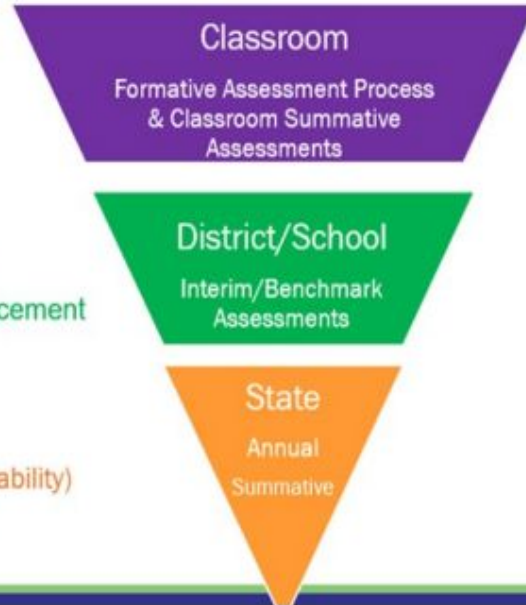 Classroom
Formative Assessment Process
& Classroom Summative
Assessments
District/School
Interim/Benchmark
Assessments
cement
State
Annual
Summative
ability)